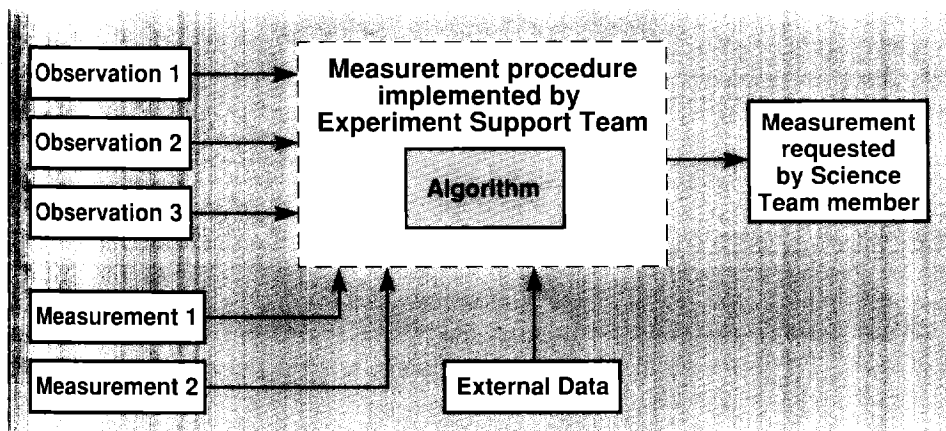 Observation 1
Observation 2
Observation 3
Measurement 1
Measurement 2
Measurement procedure
implemented by
Experiment Support Team
Algorithm
External Data
Measurement
requested
by Science
Team member